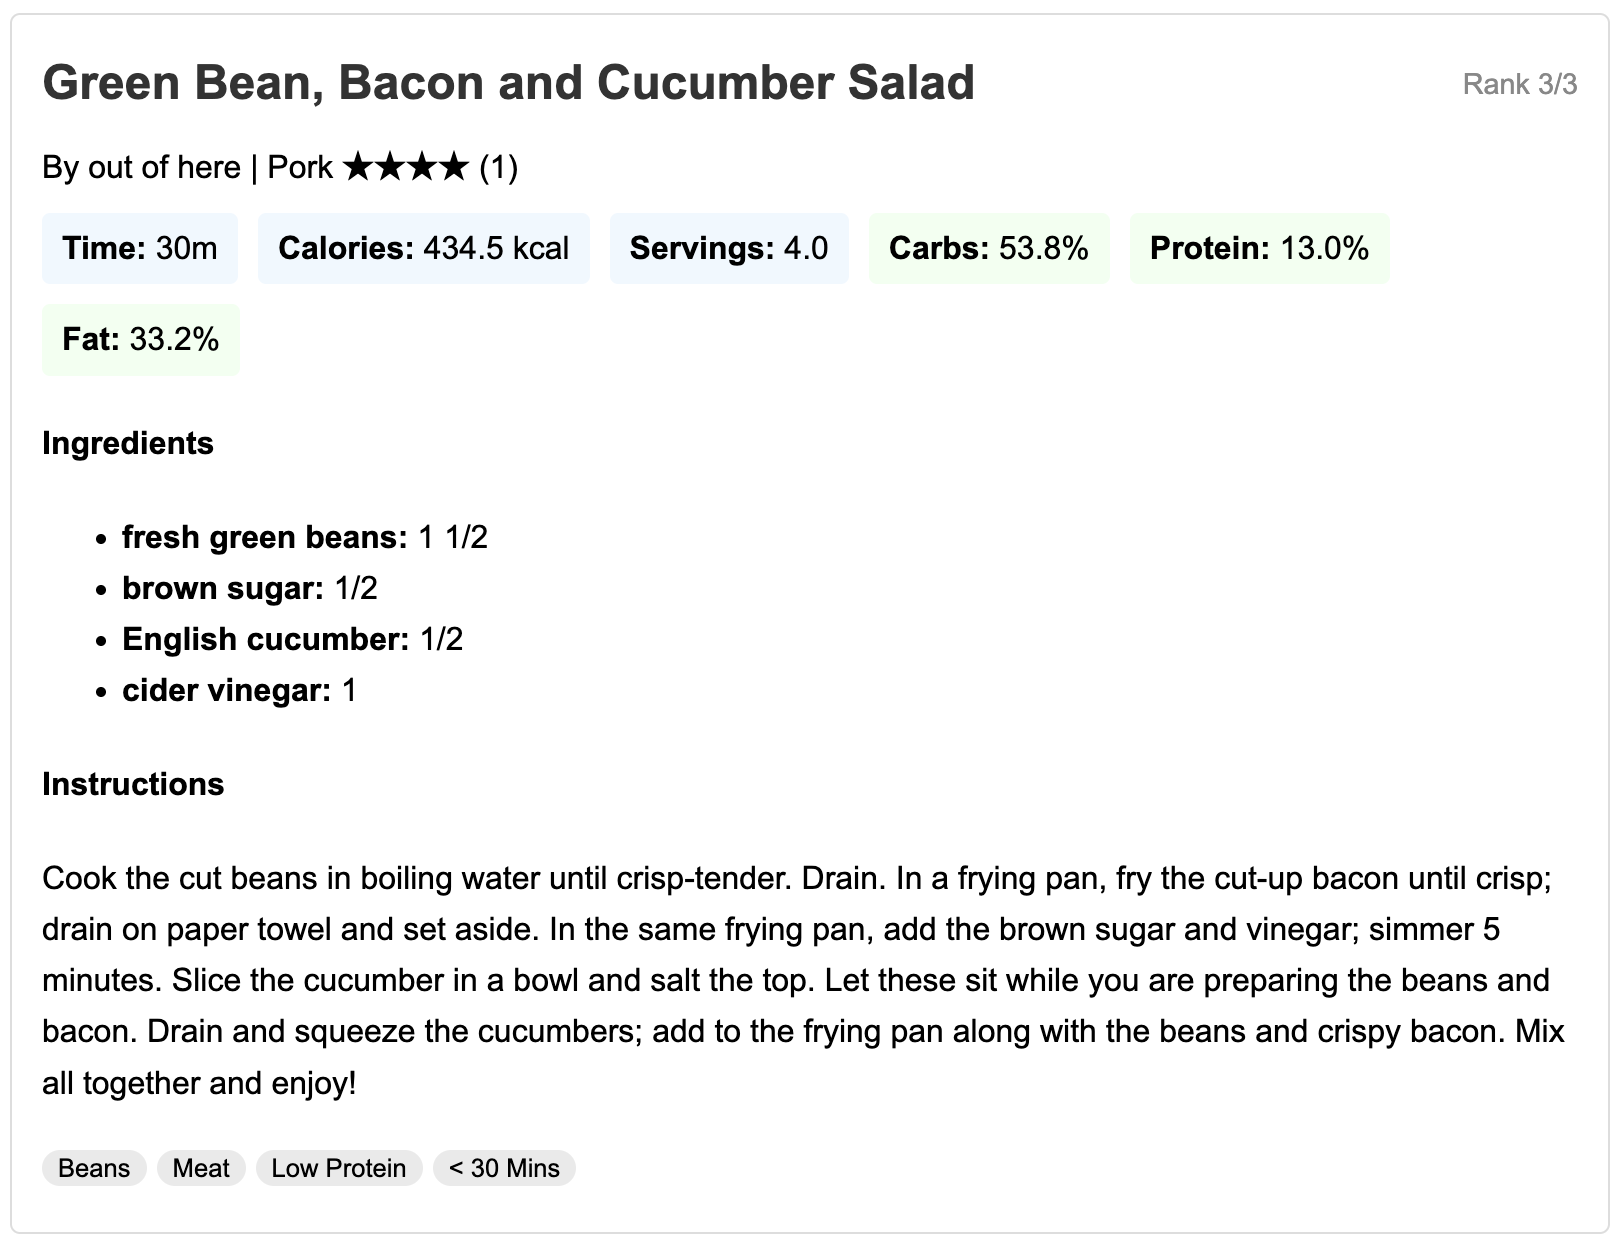 Green Bean, Bacon and Cucumber Salad
Rank 3/3
By out of here | Pork ★★★★ (1)
Time: 30m Calories: 434.5 kcal Servings: 4.0 Carbs: 53.8% Protein: 13.0%
Fat: 33.2%
Ingredients
• fresh green beans: 1 1/2
• brown sugar: 1/2
• English cucumber: 1/2
• cider vinegar: 1
Instructions
Cook the cut beans in boiling water until crisp-tender. Drain. In a frying pan, fry the cut-up bacon until crisp;
drain on paper towel and set aside. In the same frying pan, add the brown sugar and vinegar; simmer 5
minutes. Slice the cucumber in a bowl and salt the top. Let these sit while you are preparing the beans and
bacon. Drain and squeeze the cucumbers; add to the frying pan along with the beans and crispy bacon. Mix
all together and enjoy!
Beans Meat Low Protein < 30 Mins